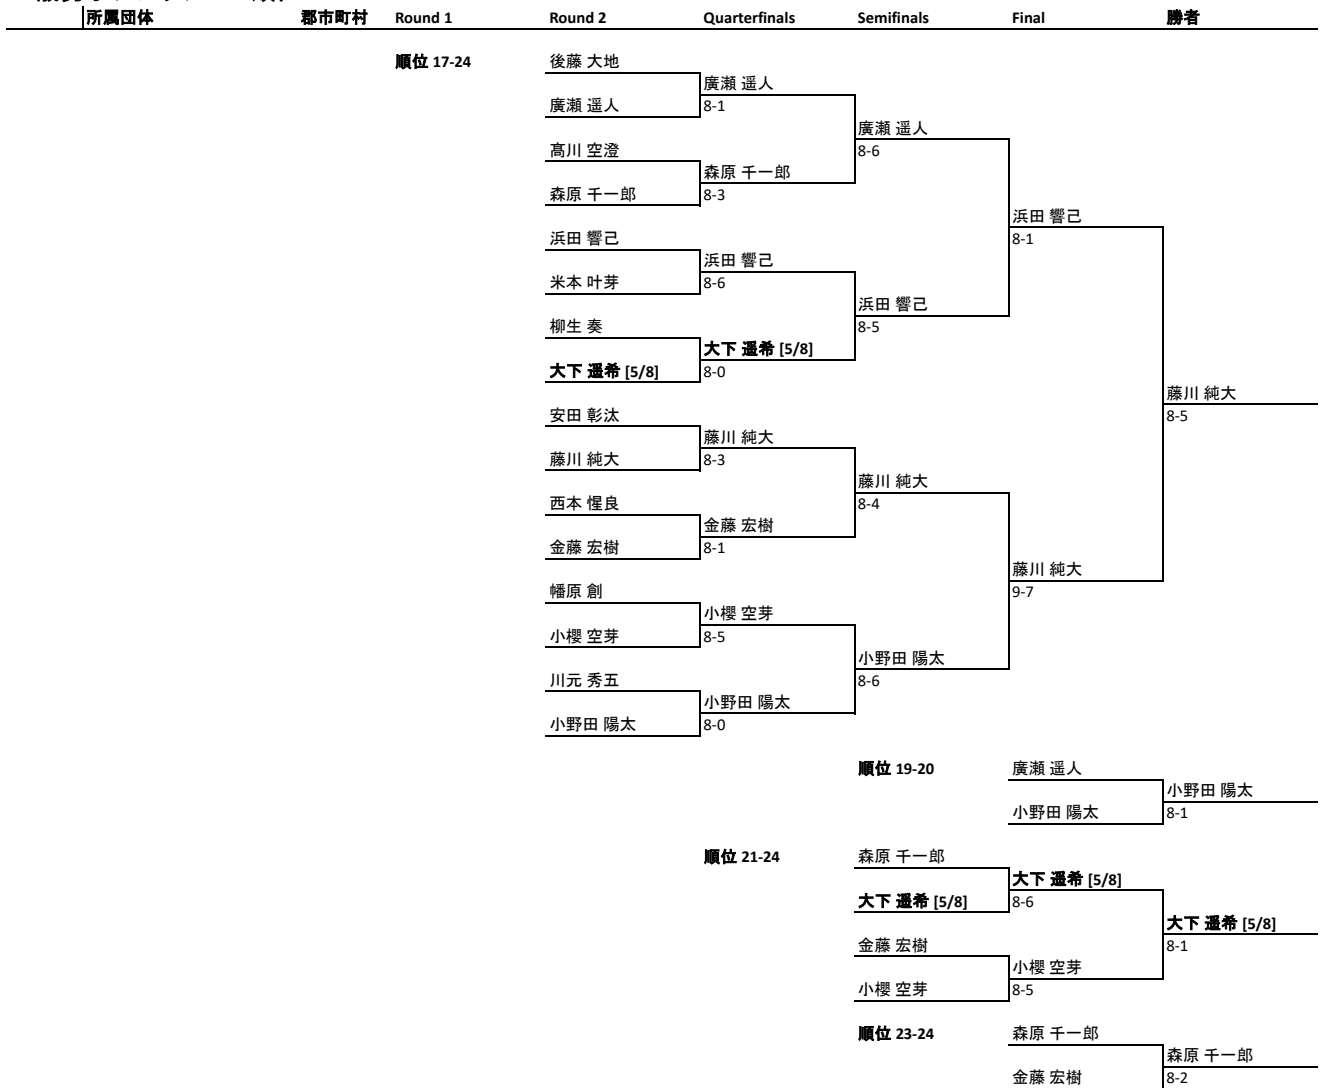 所属団体 郡市町村 Round 1 Round 2 Quarterfinals Semifinals Final 勝者
順位 17-24 後藤 大地
廣瀬 遥人
廣瀬 遥人 8-1
廣瀬 遥人
髙川 空澄 8-6
森原 千一郎
森原 千一郎 8-3
浜田 響己
浜田 響己 8-1
浜田 響己
米本 叶芽 8-6
浜田 響己
柳生 奏 8-5
大下 遥希 [5/8]
大下 遥希 [5/8] 8-0
藤川 純大
安田 彰汰 8-5
藤川 純大
藤川 純大 8-3
藤川 純大
西本 惺良 8-4
金藤 宏樹
金藤 宏樹 8-1
藤川 純大
幡原 創 9-7
小櫻 空芽
小櫻 空芽 8-5
小野田 陽太
川元 秀五 8-6
小野田 陽太
小野田 陽太 8-0
順位 19-20 廣瀬 遥人
小野田 陽太
小野田 陽太 8-1
順位 21-24 森原 千一郎
大下 遥希 [5/8]
大下 遥希 [5/8] 8-6
大下 遥希 [5/8]
金藤 宏樹 8-1
小櫻 空芽
小櫻 空芽 8-5
順位 23-24 森原 千一郎
森原 千一郎
金藤 宏樹 8-2